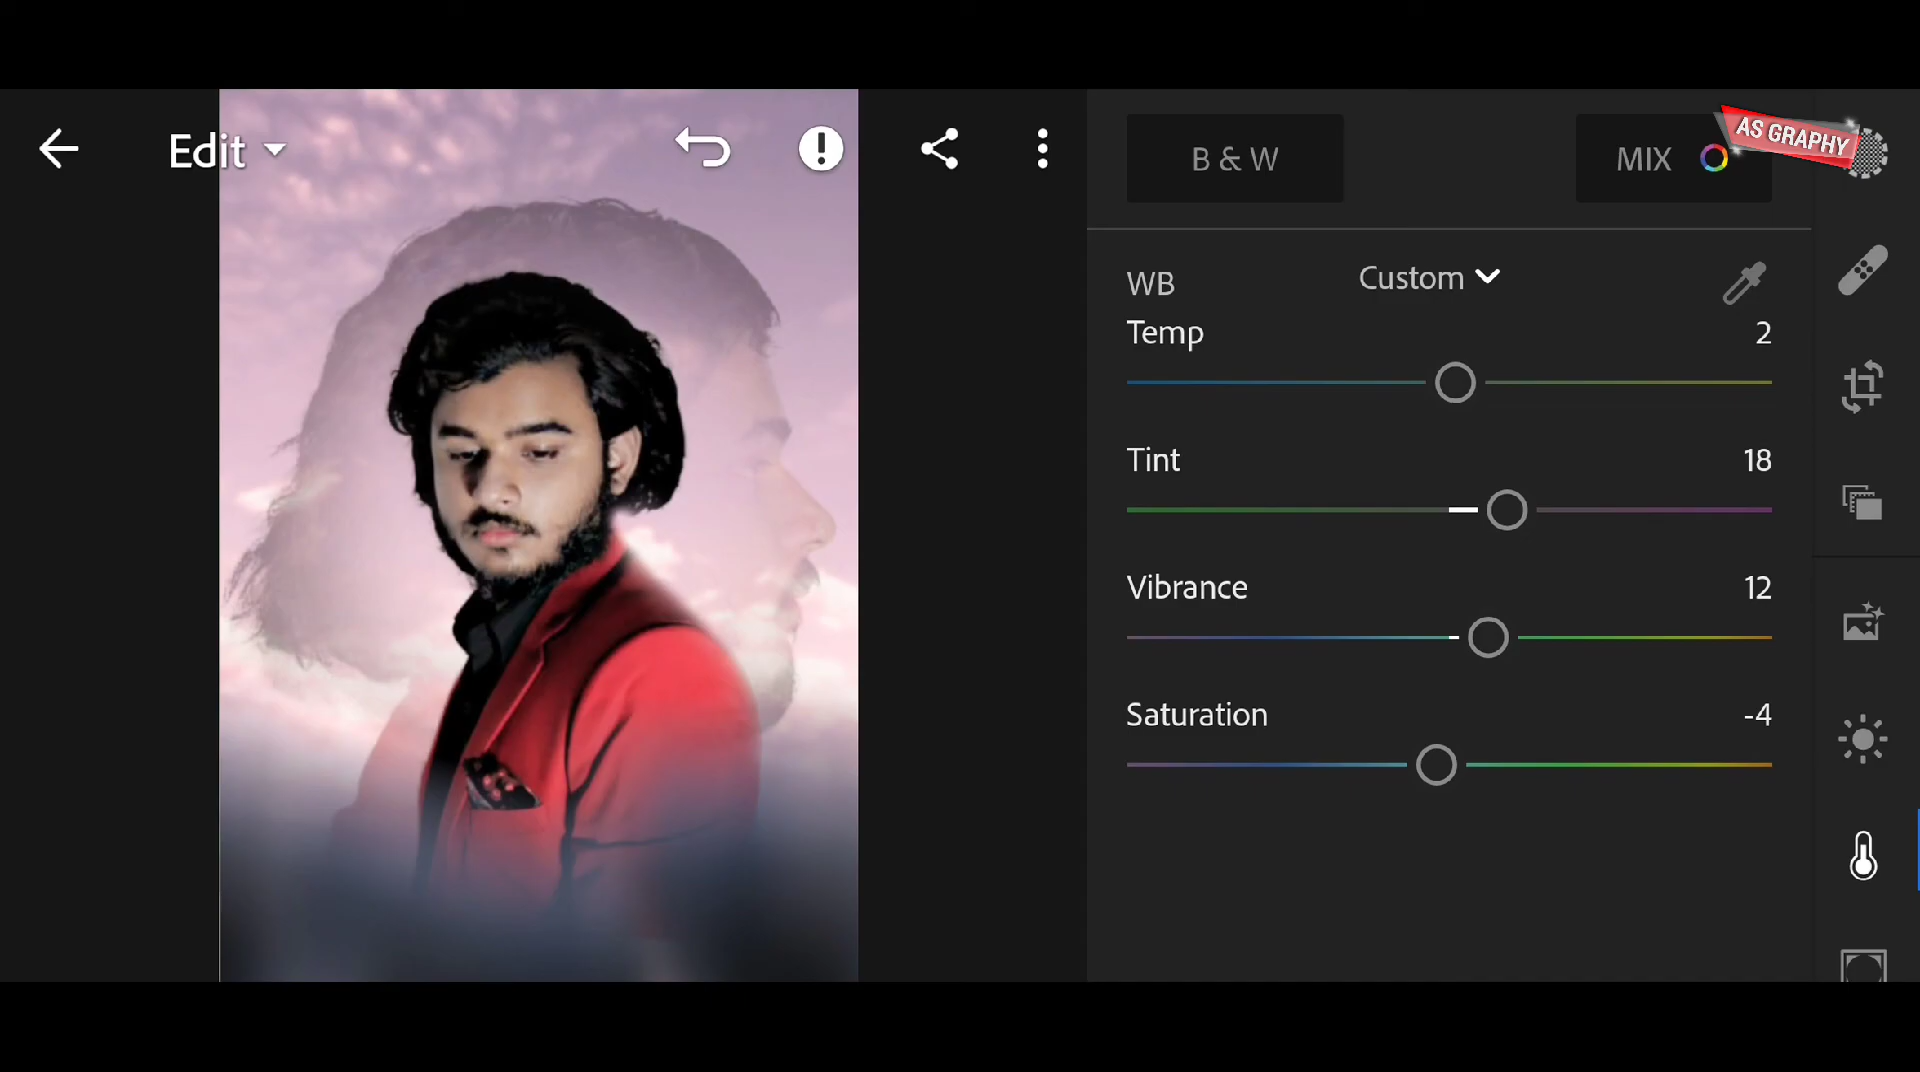 Edit
B & W
MIX
AS GRAPHY
WB
Custom
Temp
2
Tint
18
Vibrance
12
Saturation
-4